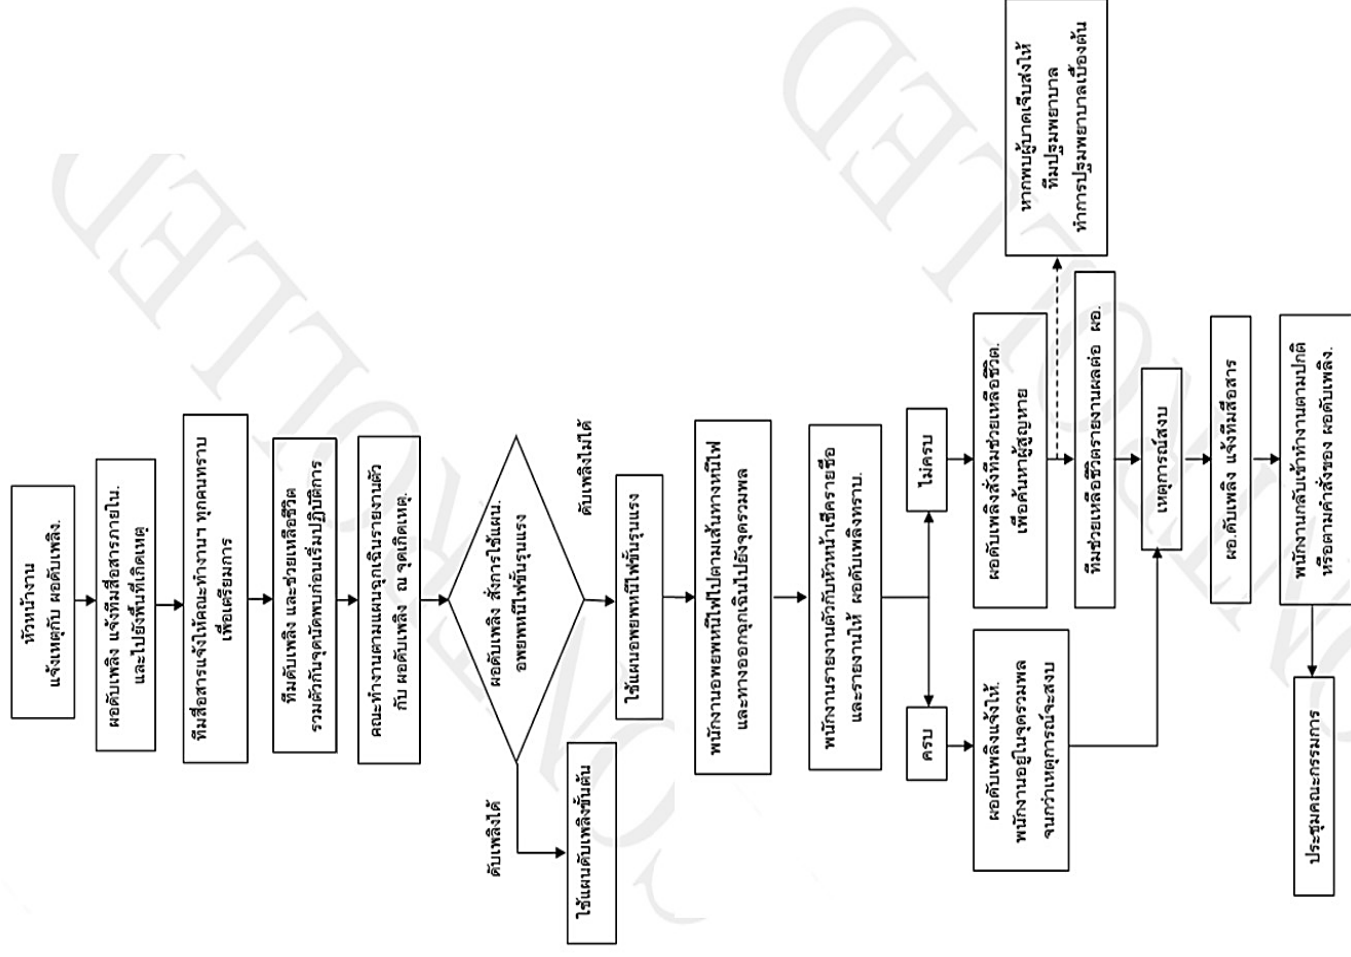 หัวหน้างาน
แจ้งเหตุกับ ผอดับเพลิง.
ผอดับเพลิง แจ้งทีมสื่อสารภายใน.
และไปยังพื้นที่เกิดเหตุ
ทีมสื่อสารแจ้งให้คณะทำงานฯ ทุกคนทราบ
เพื่อเตรียมการ
ทีมดับเพลิง และช่วยเหลือชีวิต
รวมตัวกันจุดนัดพบก่อนเริ่มปฏิบัติการ
คณะทำงานตามแผนฉุกเฉินรายงานตัว
กับ ผอดับเพลิง ณ จุดเกิดเหตุ.
ผอดับเพลิง สั่งการใช้แผน.
อพยพหนีไฟขั้นรุนแรง
ดับเพลิงได้
ดับเพลิงไม่ได้
ใช้แผนดับเพลิงขั้นต้น
ใช้แผนอพยพหนีไฟขั้นรุนแรง
พนักงานอพยพหนีไฟไปตามเส้นทางหนีไฟ
และทางออกฉุกเฉินไปยังจุดรวมพล
พนักงานรายงานตัวกับหัวหน้าเช็ครายชื่อ
และรายงานให้ ผอดับเพลิงทราบ.
ครบ
ไม่ครบ
ผอดับเพลิงแจ้งให้.
พนักงานอยู่ในจุดรวมพล
จนกว่าเหตุการณ์จะสงบ
ผอดับเพลิงสั่งทีมช่วยเหลือชีวิต.
เพื่อค้นหาผู้สูญหาย
หากพบผู้บาดเจ็บส่งให้
ทีมปฐมพยาบาล
ทำการปฐมพยาบาลเบื้องต้น
ทีมช่วยเหลือชีวิตรายงานผลต่อ ผอ.
เหตุการณ์สงบ
ผอ.ดับเพลิง แจ้งทีมสื่อสาร
พนักงานกลับเข้าทำงานตามปกติ
หรือตามคำสั่งของ ผอดับเพลิง.
ประชุมคณะกรรมการ